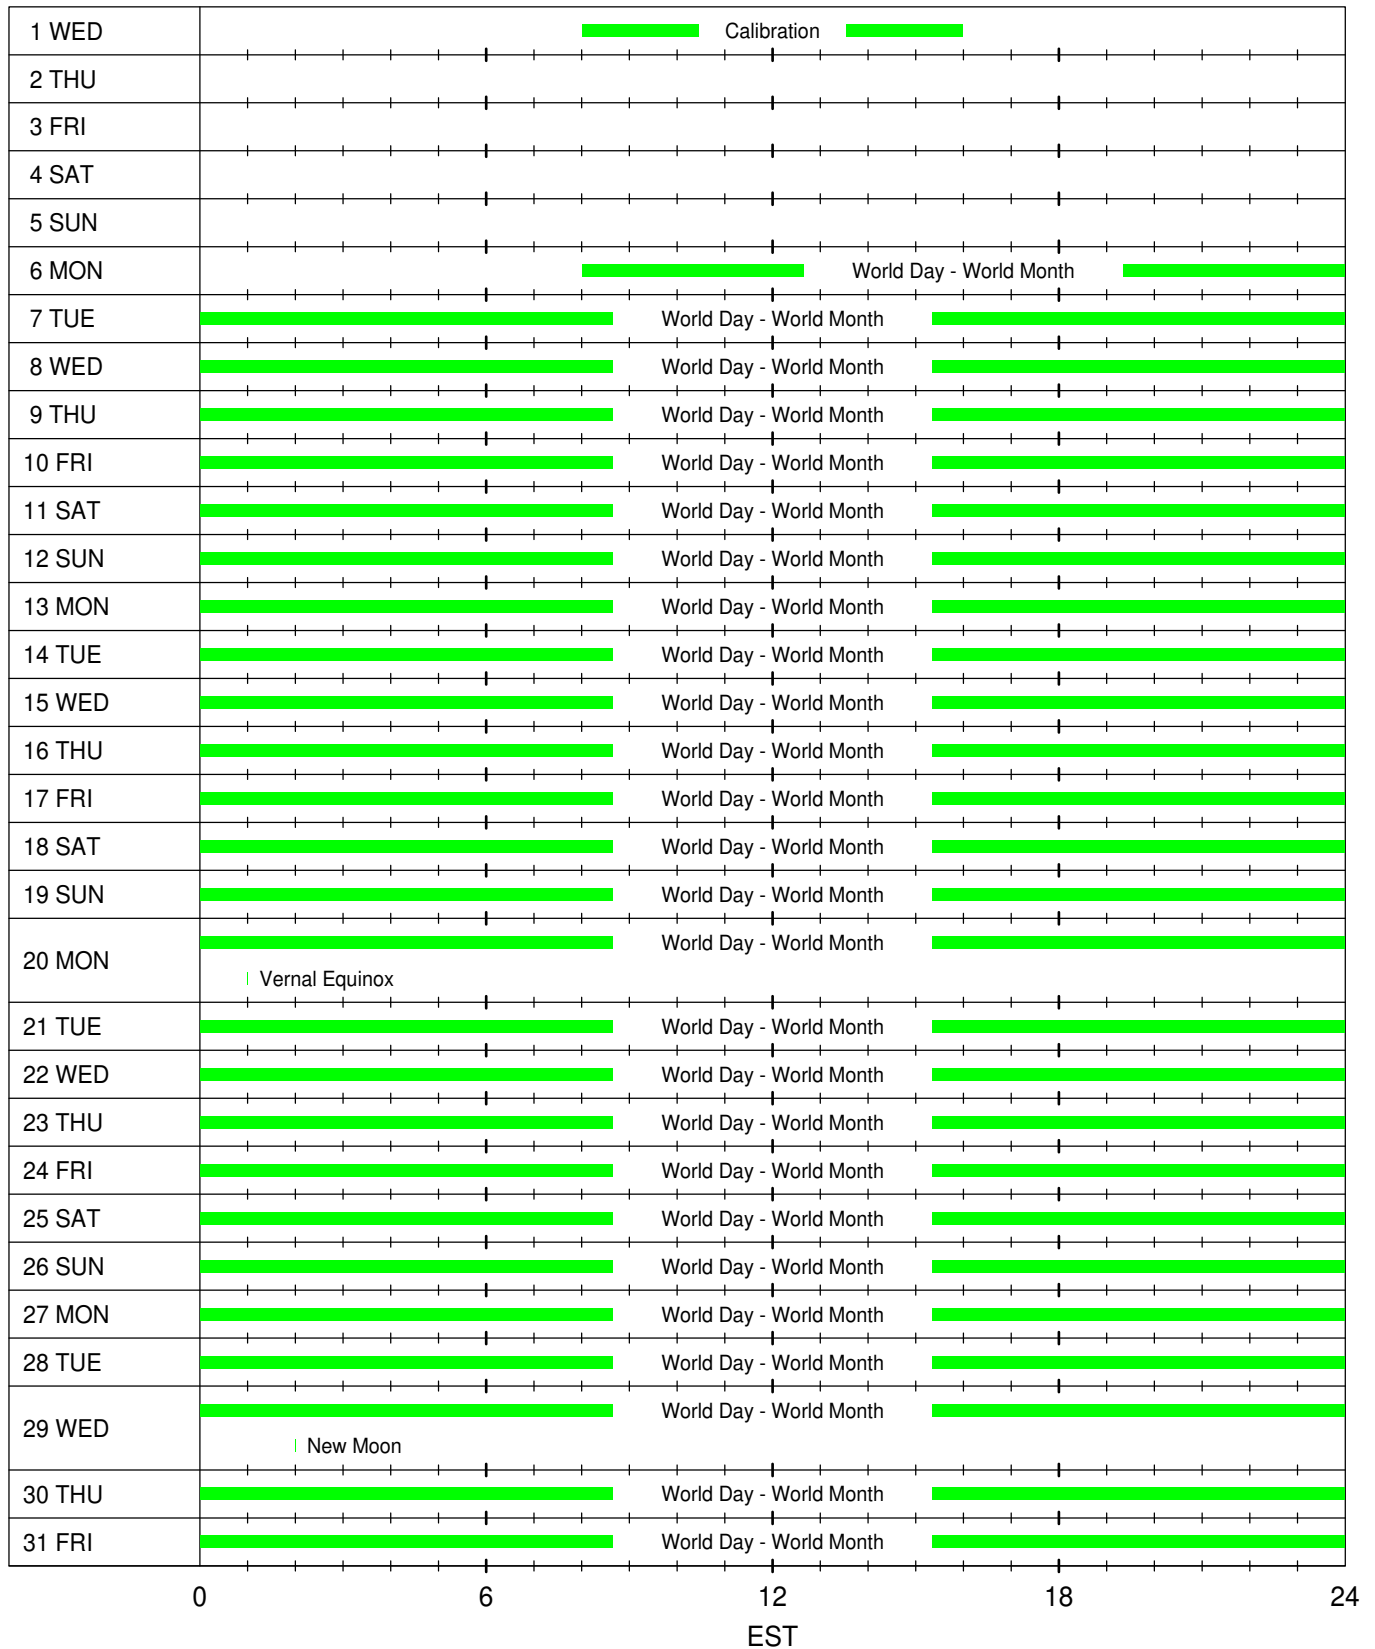 1 WED Calibration
2 THU
3 FRI
4 SAT
5 SUN
6 MON World Day - World Month
7 TUE World Day - World Month
8 WED World Day - World Month
9 THU World Day - World Month
10 FRI World Day - World Month
11 SAT World Day - World Month
12 SUN World Day - World Month
13 MON World Day - World Month
14 TUE World Day - World Month
15 WED World Day - World Month
16 THU World Day - World Month
17 FRI World Day - World Month
18 SAT World Day - World Month
19 SUN World Day - World Month
20 MON World Day - World Month
Vernal Equinox
21 TUE World Day - World Month
22 WED World Day - World Month
23 THU World Day - World Month
24 FRI World Day - World Month
25 SAT World Day - World Month
26 SUN World Day - World Month
27 MON World Day - World Month
28 TUE World Day - World Month
29 WED World Day - World Month
New Moon
30 THU World Day - World Month
31 FRI World Day - World Month
0 6 12 18 24
EST